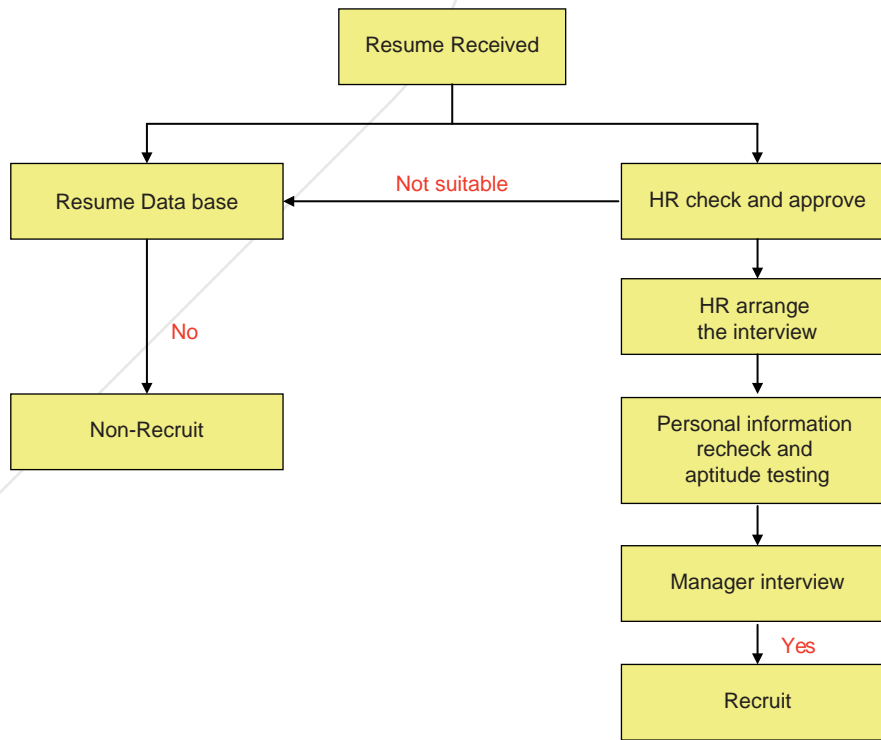 Resume Received
Not suitable
Resume Data base
HR check and approve
HR arrange
the interview
No
Non-Recruit
Personal information
recheck and
aptitude testing
Manager interview
Yes
Recruit